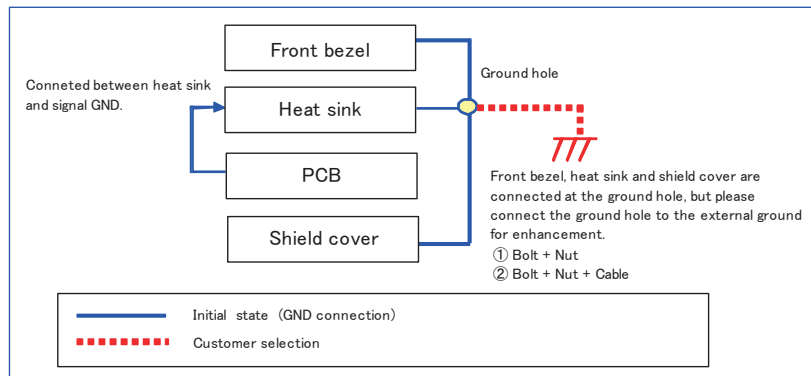 Front bezel
Ground hole
Conneted between heat sink
and signal GND.
Heat sink
PCB
Front bezel, heat sink and shield cover are
connected at the ground hole, but please
connect the ground hole to the external ground
for enhancement.
① Bolt + Nut
② Bolt + Nut + Cable
Shield cover
Initial state (GND connection)
Customer selection